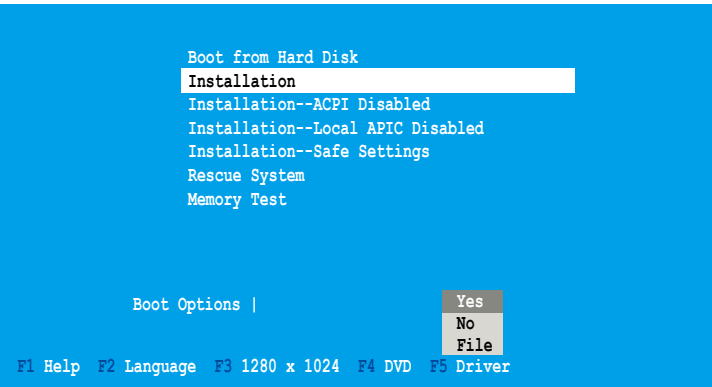 Boot from Hard Disk
Installation
Installation--ACPI Disabled
Installation--Local APIC Disabled
Installation--Safe Settings
Rescue System
Memory Test
Boot Options |
Yes
No
File
F1 Help F2 Language F3 1280 x 1024 F4 DVD F5 Driver